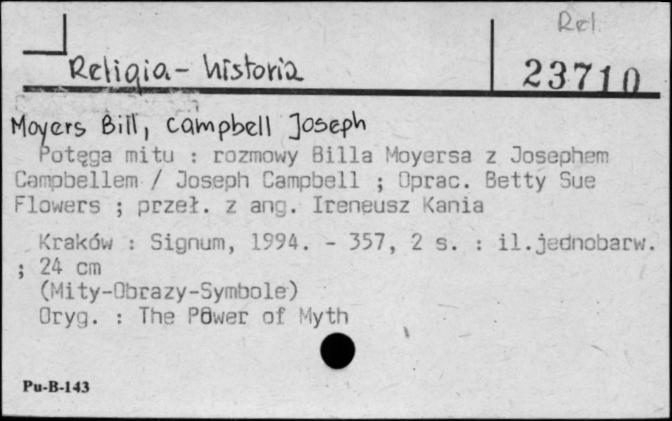 Rel.
Religia - historia
23710
Moyers Bill, Campbell Joseph
Potęga mitu : rozmowy Billa Moyersa z Josephem
Campbellem / Joseph Campbell ; Oprac. Betty Sue
Flowers ; przeł. z ang. Ireneusz Kania
Kraków : Signum, 1994. - 357, 2 s. : il.jednobarw.
; 24 cm
(Mity-Obrazy-Symbole)
Oryg. : The Power of Myth
Pu-B-143